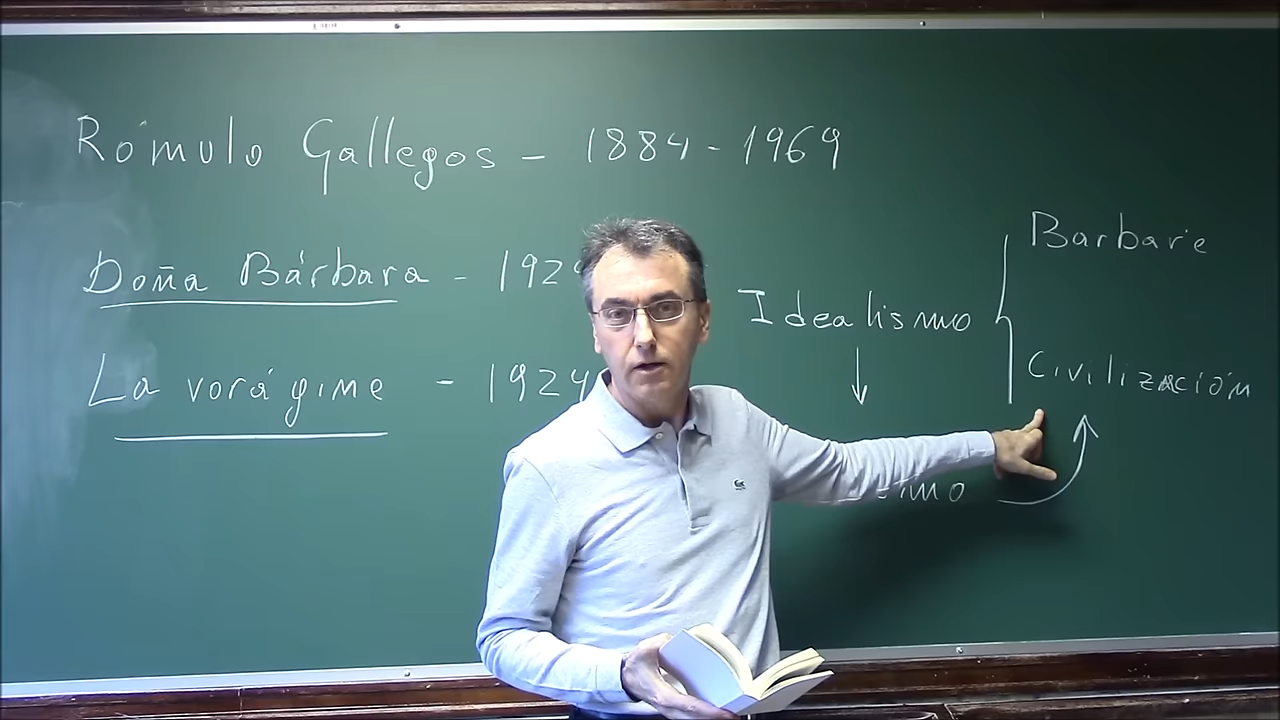 Rómulo Gallegos - 1884 - 1969
Doña Bárbara - 192
La vorágine - 1924
Idealismo
Barbarie
Civilización